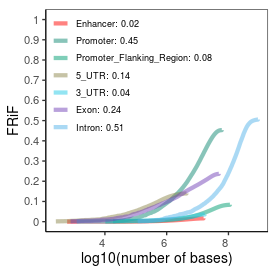 1
0.9
0.8
0.7
0.6
0.5
0.4
0.3
0.2
0.1
0
FRiF
Enhancer: 0.02
Promoter: 0.45
Promoter_Flanking_Region: 0.08
5_UTR: 0.14
3_UTR: 0.04
Exon: 0.24
Intron: 0.51
4 6 8
log10(number of bases)